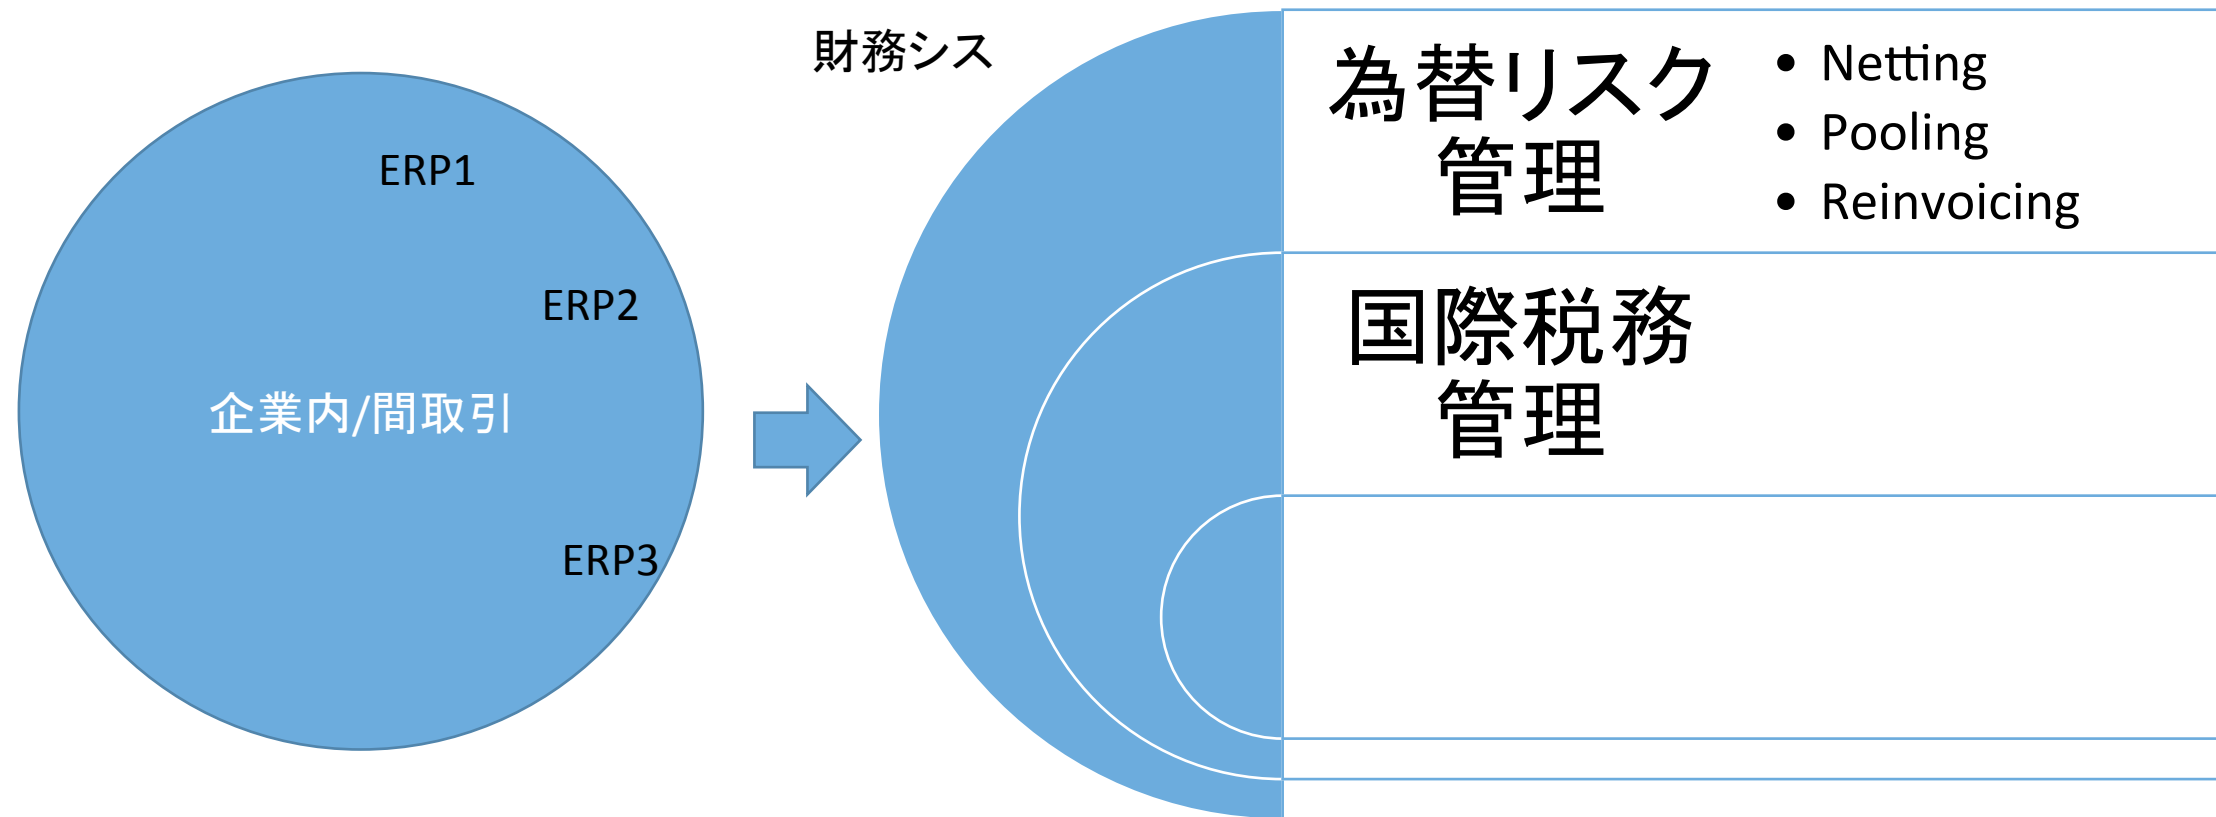 財務シス
ERP1
ERP2
企業内/間取引
ERP3
為替リスク
管理
• Netting
• Pooling
• Reinvoicing
国際税務
管理